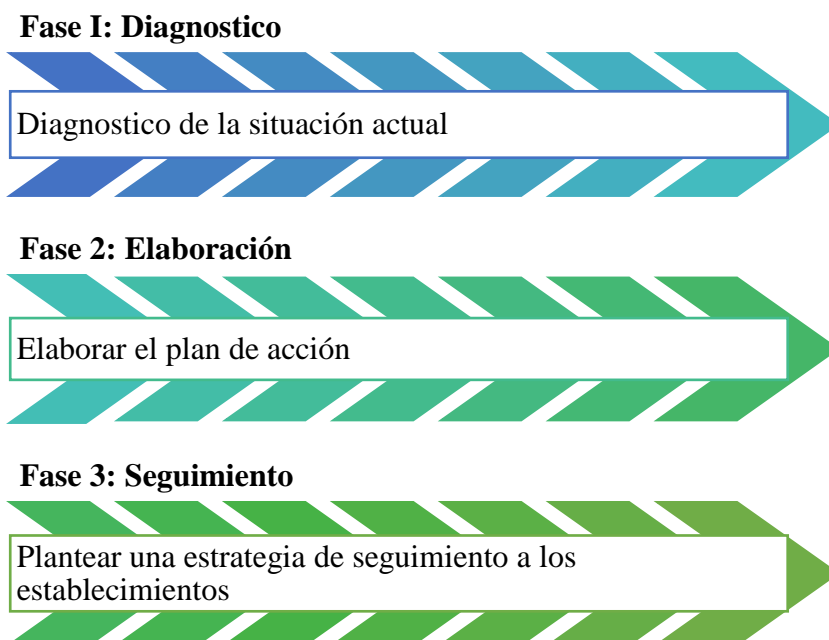 Fase I: Diagnostico
Diagnostico de la situación actual
Fase 2: Elaboración
Elaborar el plan de acción
Fase 3: Seguimiento
Plantear una estrategia de seguimiento a los
establecimientos